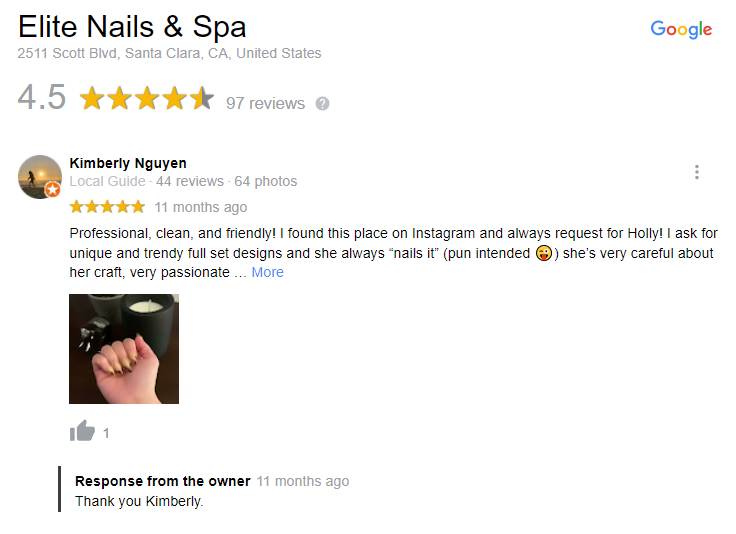 Elite Nails & Spa
Google
2511 Scott Blvd, Santa Clara, CA, United States
4.5 97 reviews ?
Kimberly Nguyen
Local Guide · 44 reviews · 64 photos
11 months ago
Professional, clean, and friendly! I found this place on Instagram and always request for Holly! I ask for
unique and trendy full set designs and she always “nails it” (pun intended 😜) she’s very careful about
her craft, very passionate … More
1
Response from the owner 11 months ago
Thank you Kimberly.